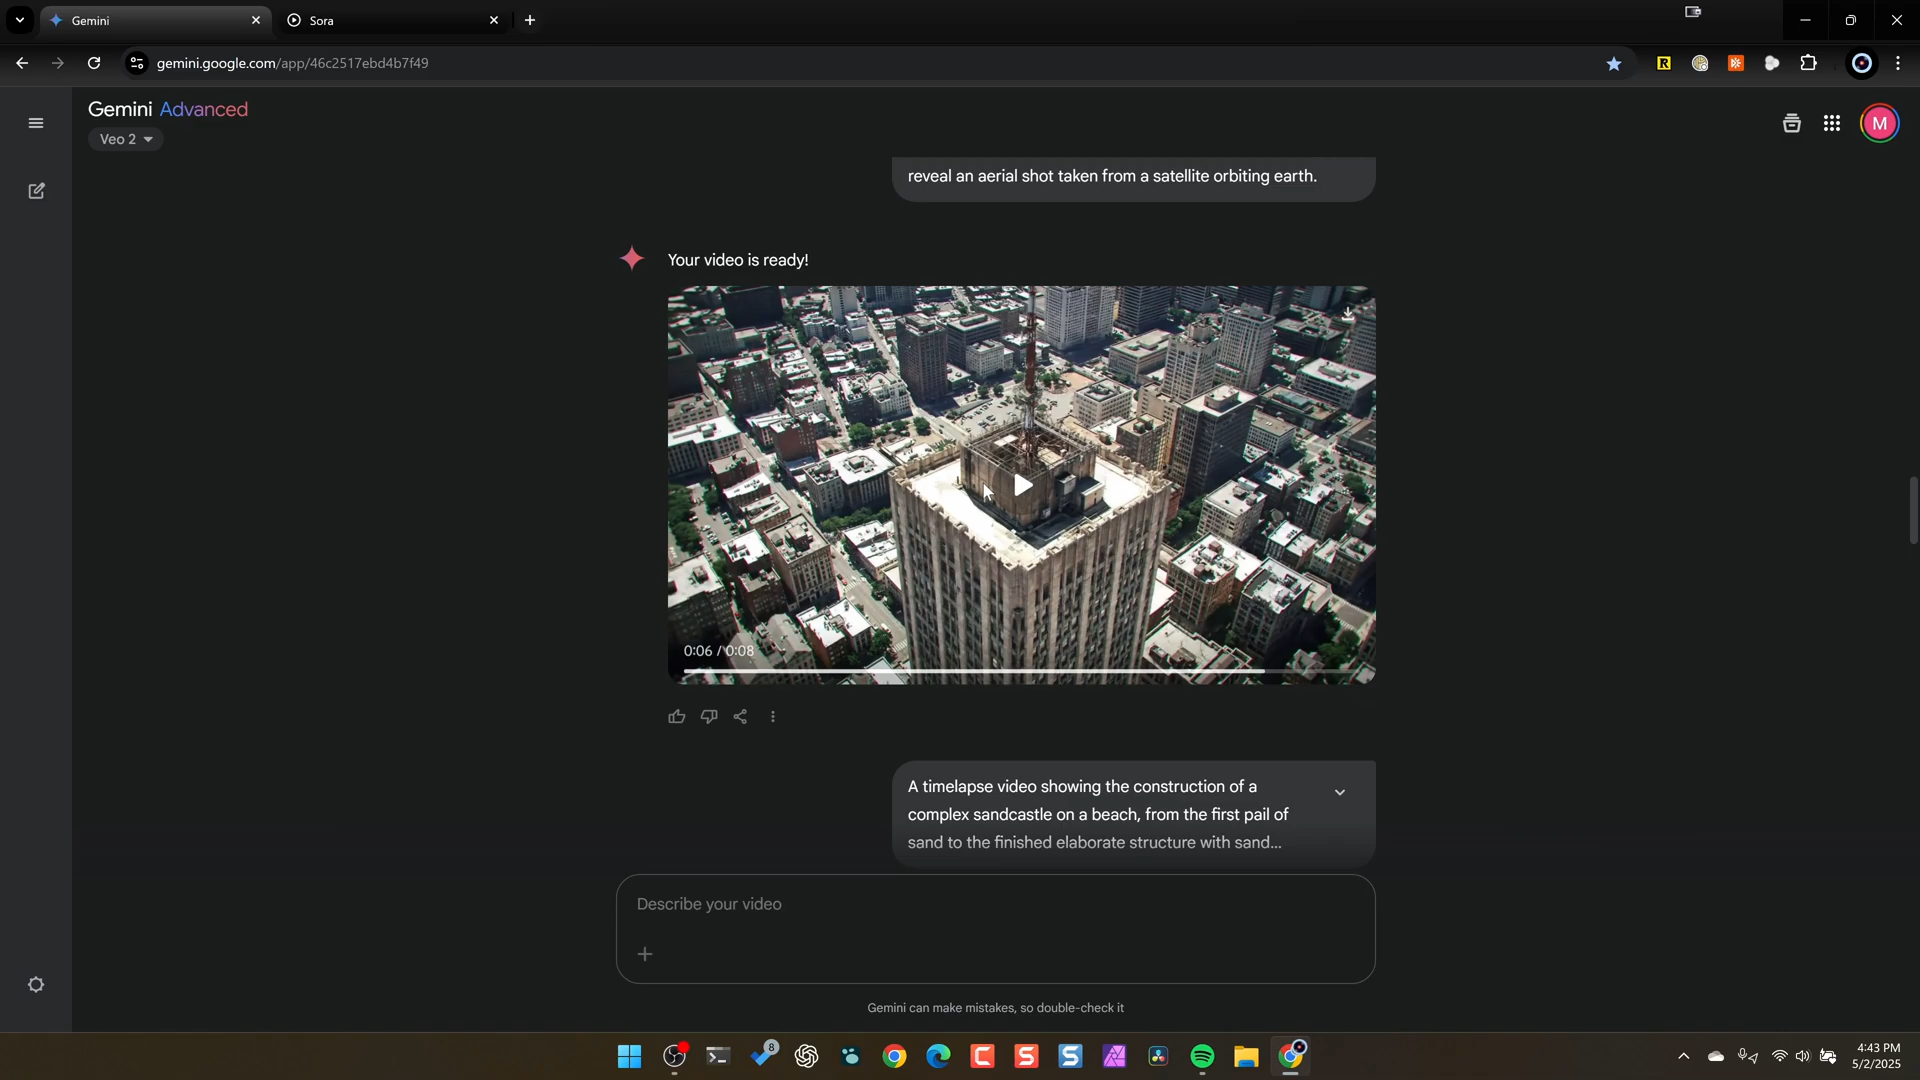 Gemini
Sora
gemini.google.com/app/46c2517ebd4b7f49
Gemini Advanced
Veo 2
M
reveal an aerial shot taken from a satellite orbiting earth.
Your video is ready!
0:06 / 0:08
A timelapse video showing the construction of a
complex sandcastle on a beach, from the first pail of
sand to the finished elaborate structure with sand...
Describe your video
Gemini can make mistakes, so double-check it
8
4:43 PM
5/2/2025